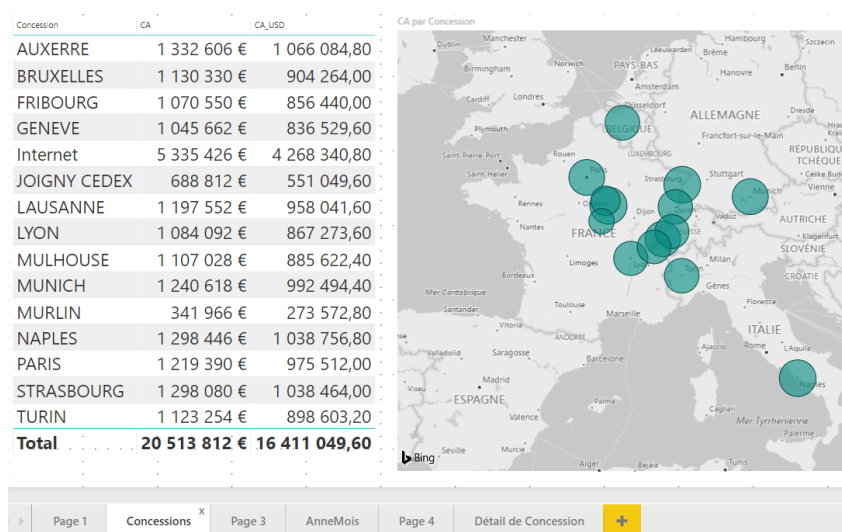 Concession CA CA_USD
AUXERRE 1 332 606 € 1 066 084,80
BRUXELLES 1 130 330 € 904 264,00
FRIBOURG 1 070 550 € 856 440,00
GENEVE 1 045 662 € 836 529,60
Internet 5 335 426 € 4 268 340,80
JOIGNY CEDEX 688 812 € 551 049,60
LAUSANNE 1 197 552 € 958 041,60
LYON 1 084 092 € 867 273,60
MULHOUSE 1 107 028 € 885 622,40
MUNICH 1 240 618 € 992 494,40
MURLIN 341 966 € 273 572,80
NAPLES 1 298 446 € 1 038 756,80
PARIS 1 219 390 € 975 512,00
STRASBOURG 1 298 080 € 1 038 464,00
TURIN 1 123 254 € 898 603,20
Total 20 513 812 € 16 411 049,60
CA par Concession
Dublin Manchester Hambourg Szczecin
Leeuwarden Brême
Birmingham Norwich PAYS-BAS Hanovre Berlin
Amsterdam
Cardiff Londres Düsseldorf
ALLEMAGNE Dresde
Plymouth BELGIQUE Francfort-sur-le-Main
RÉPUBLIQU
Saint-Pierre-Port Rouen LUXEMBOURG TCHÈQUE
Saint-Hélier Paris Strasbourg Stuttgart Ceske Bud
Munich Vienne
Rennes Dijon Zurich
Vaduz AUTRICHE
Nantes FRANCE SUISSE Klagenfurt
SLOVÉNIE
Limoges Lyon Milan
Turin CROATIE
Bordeaux Gênes
Mer Cantabrique
Santander Toulouse Marseille Florence
Vitoria ANDORRE ITALIE
Valladolid Saragosse Ajaccio Rome L'Aquila
Barcelone
Viseu Madrid Naples
ESPAGNE Palma
Valence Cagliari
Mer Tyrrhénienne
Palerme
Bing Séville Murcie
Alger Bejaia Tunis
Page 1 Concessions x Page 3 AnneMois Page 4 Détail de Concession +